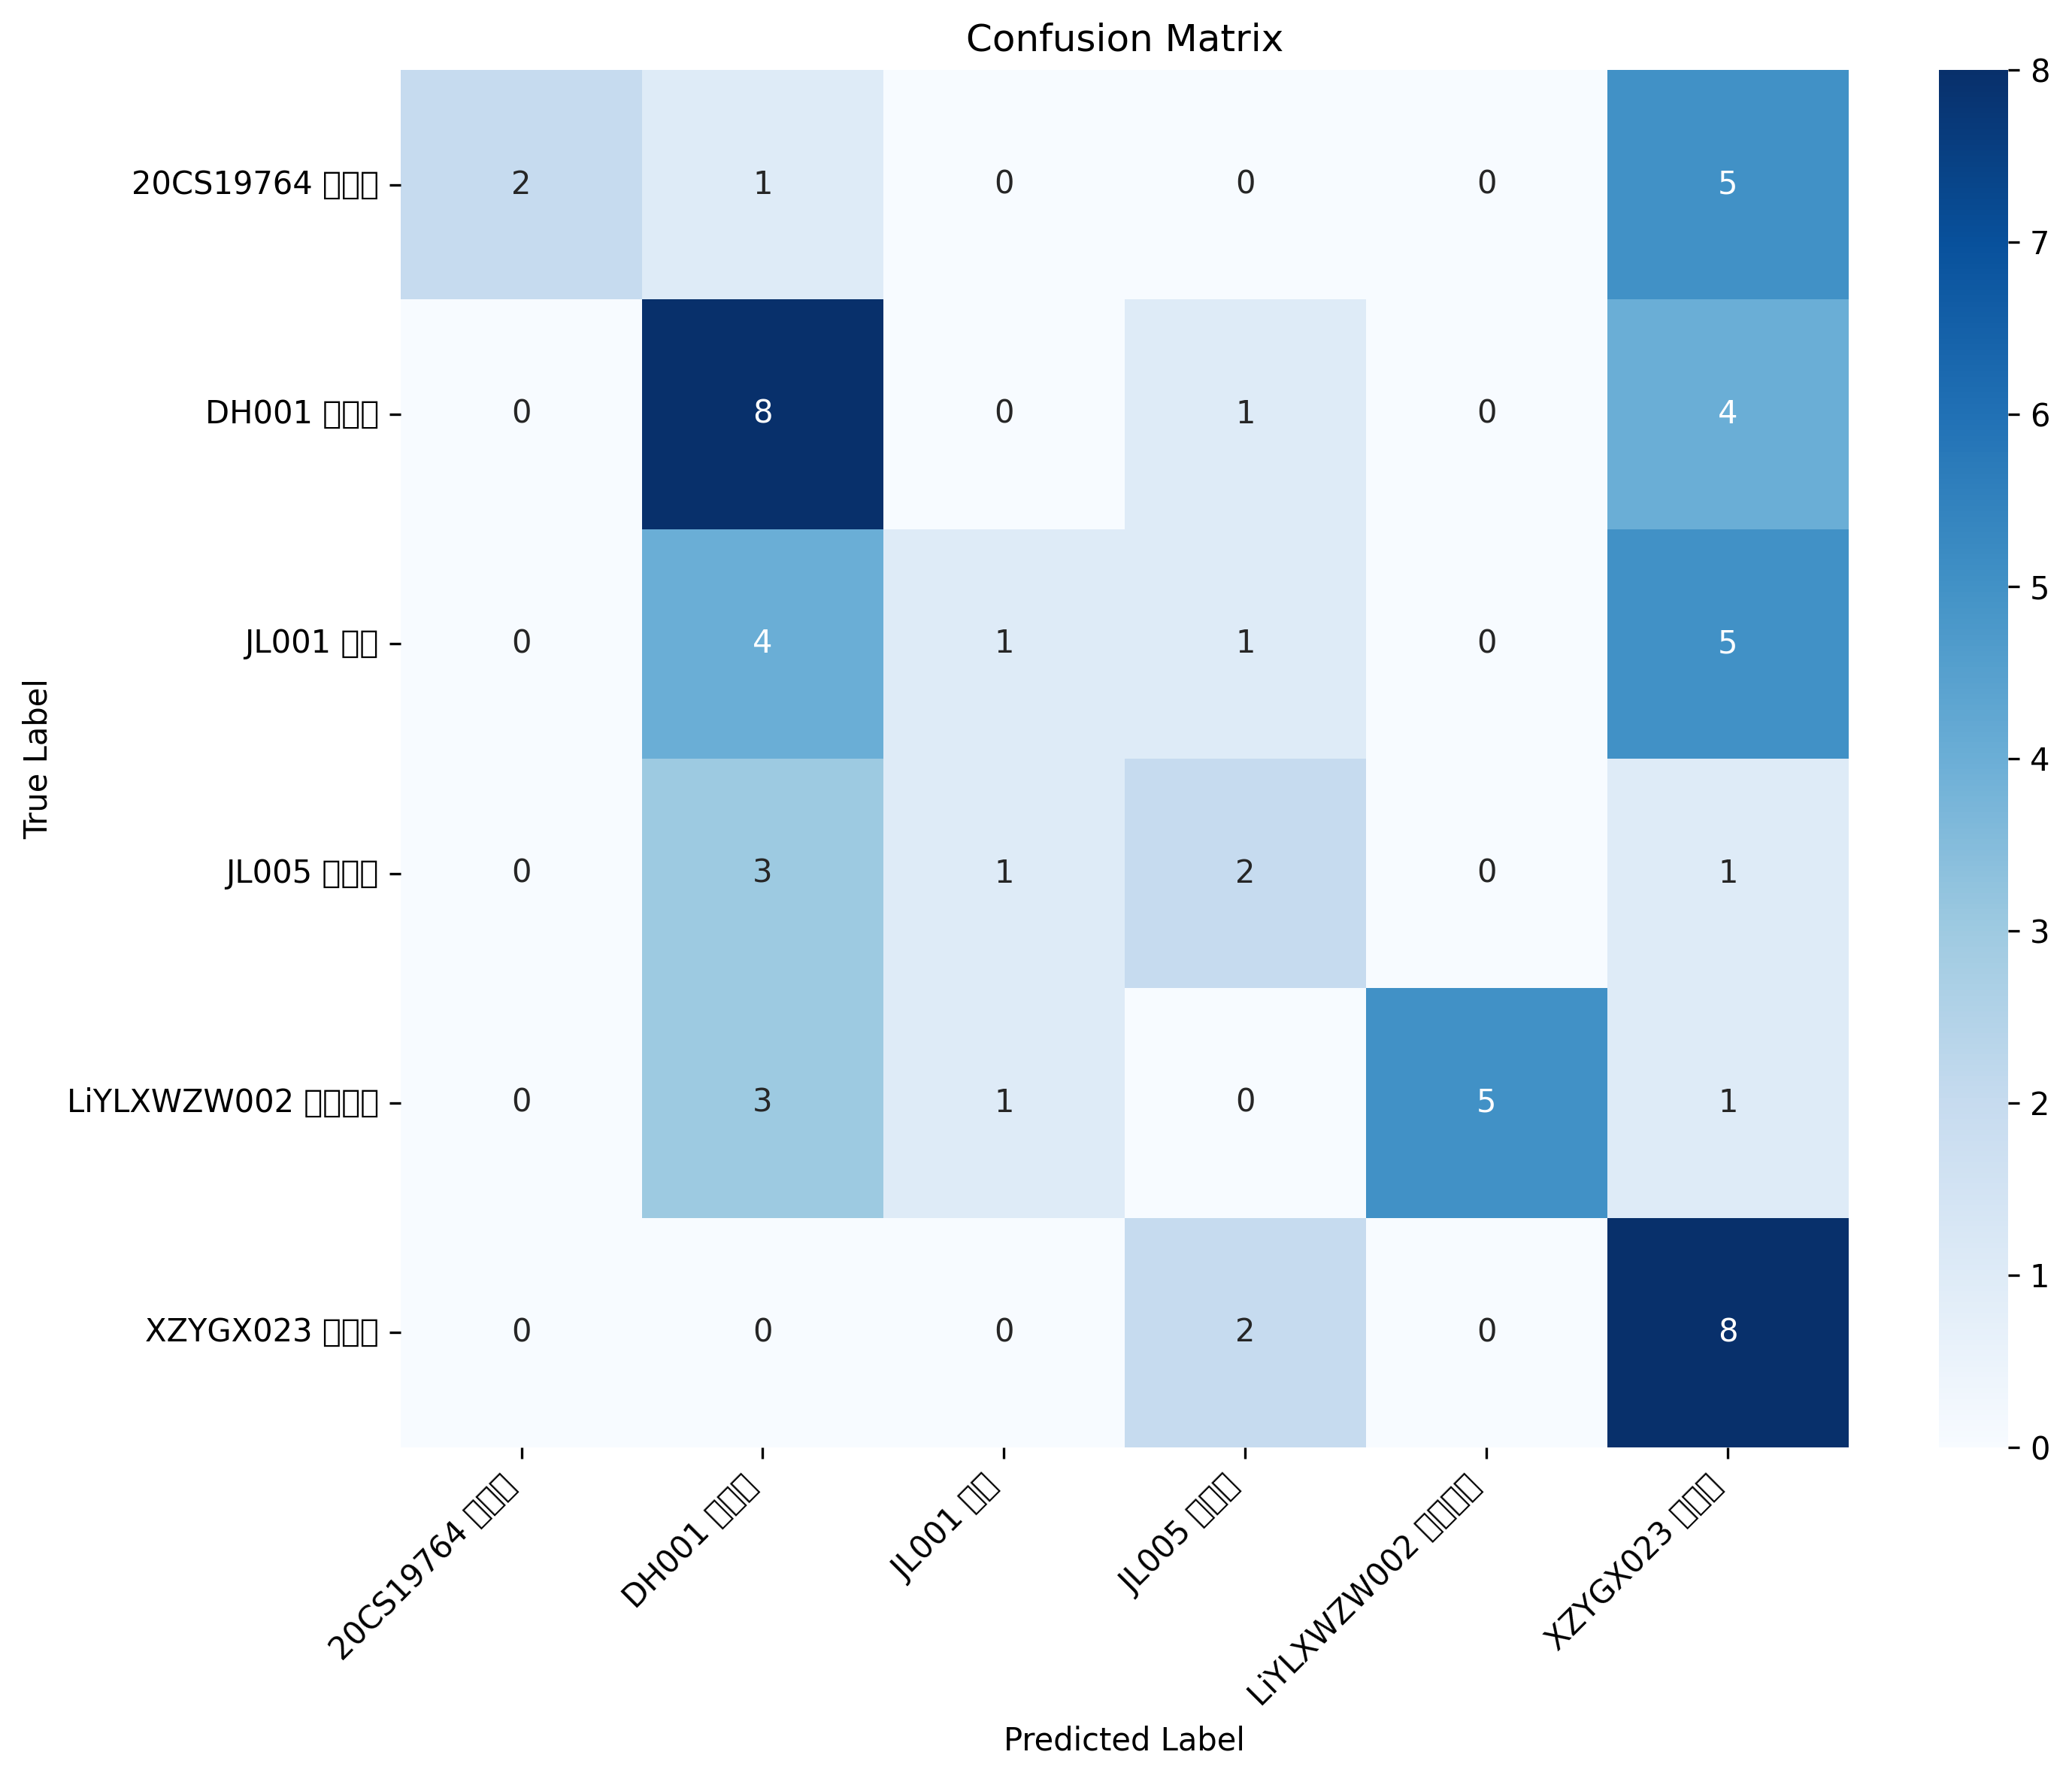 Confusion Matrix
20CS19764 □□□ 2 1 0 0 0 5
DH001 □□□ 0 8 0 1 0 4
JL001 □□ 0 4 1 1 0 5
JL005 □□□ 0 3 1 2 0 1
LiYLXWZW002 □□□□ 0 3 1 0 5 1
XZYGX023 □□□ 0 0 0 2 0 8
True Label
20CS19764 □□□
DH001 □□□
JL001 □□
JL005 □□□
LiYLXWZW002 □□□□
XZYGX023 □□□
Predicted Label
8
7
6
5
4
3
2
1
0